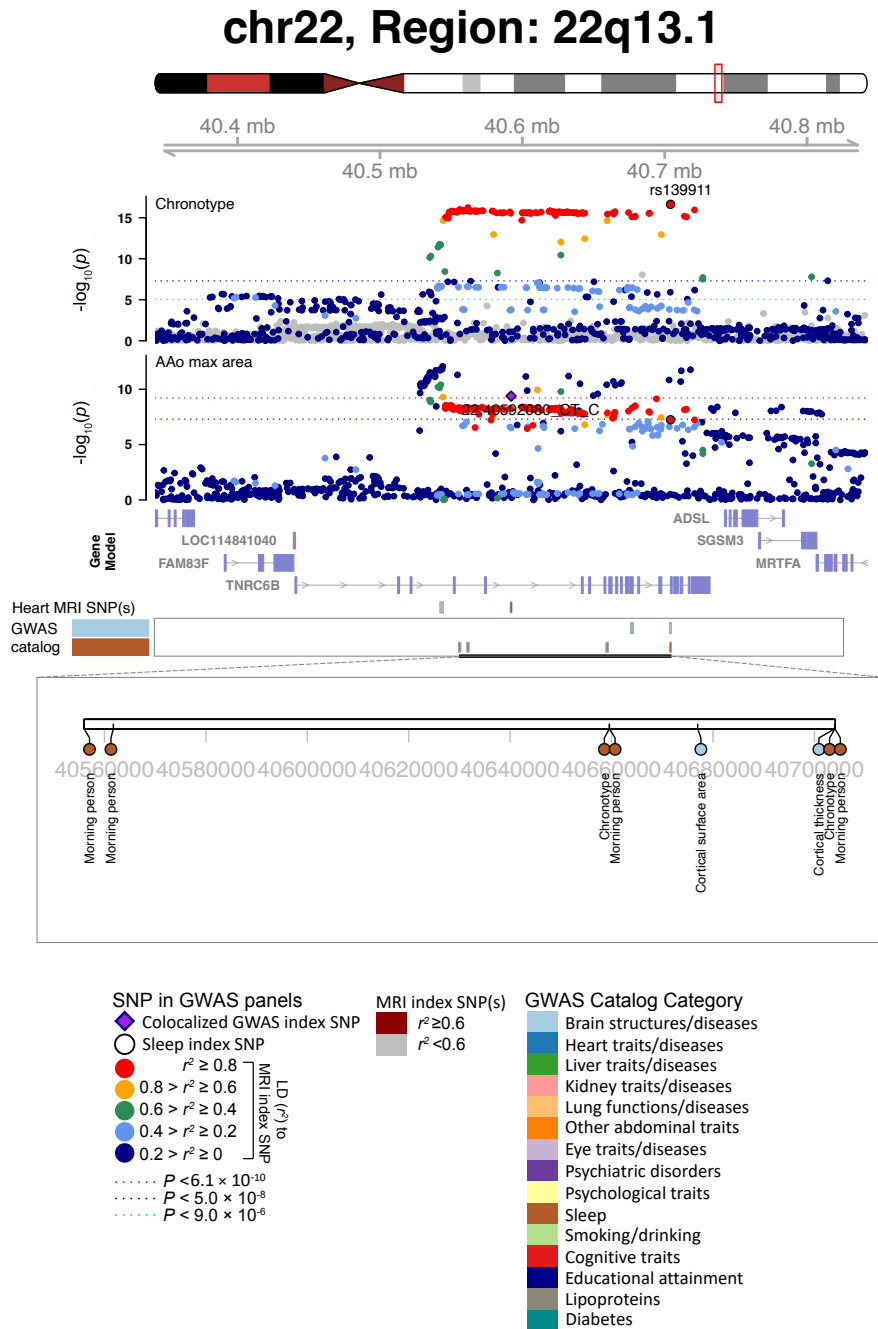 chr22, Region: 22q13.1
40.4 mb
40.6 mb
40.8 mb
40.5 mb
40.7 mb
rs139911
Chronotype
-log10(p)
15
10
5
0
AAo max area
-log10(p)
10
5
0
22:40592080_CT_C
Gene
Model
ADSL
LOC114841040
SGSM3
FAM83F
MRTFA
TNRC6B
Heart MRI SNP(s)
GWAS
catalog
40560000
40580000
40600000
40620000
40640000
40660000
40680000
40700000
Morning person
Morning person
Chronotype
Morning person
Cortical surface area
Cortical thickness
Chronotype
Morning person
SNP in GWAS panels
Colocalized GWAS index SNP
Sleep index SNP
r² ≥ 0.8
0.8 > r² ≥ 0.6
0.6 > r² ≥ 0.4
0.4 > r² ≥ 0.2
0.2 > r² ≥ 0
LD (r²) to
MRI index SNP
P <6.1 × 10⁻¹⁰
P < 5.0 × 10⁻⁸
P < 9.0 × 10⁻⁶
MRI index SNP(s)
r² ≥0.6
r² <0.6
GWAS Catalog Category
Brain structures/diseases
Heart traits/diseases
Liver traits/diseases
Kidney traits/diseases
Lung functions/diseases
Other abdominal traits
Eye traits/diseases
Psychiatric disorders
Psychological traits
Sleep
Smoking/drinking
Cognitive traits
Educational attainment
Lipoproteins
Diabetes